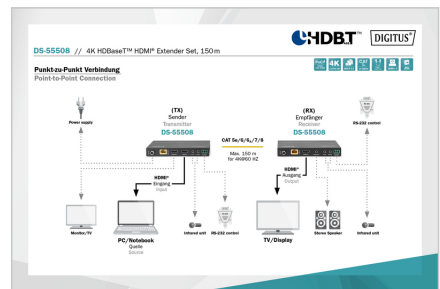 HDBT™
DIGITUS®
DS-55508 // 4K HDBaseT™ HDMI® Extender Set, 150 m
4K
Punkt-zu-Punkt Verbindung
Point-to-Point Connection
Power supply
(TX)
Sender
Transmitter
DS-55508
CAT 5e/6/6A/7/8
Max. 150 m
for 4K@60 HZ
(RX)
Empfänger
Receiver
DS-55508
RS-232 control
HDMI®
Eingang
Input
HDMI®
Ausgang
Output
Monitor/TV
PC/Notebook
Quelle
Source
Infrared unit
RS-232 control
TV/Display
Stereo Speaker
Infrared unit